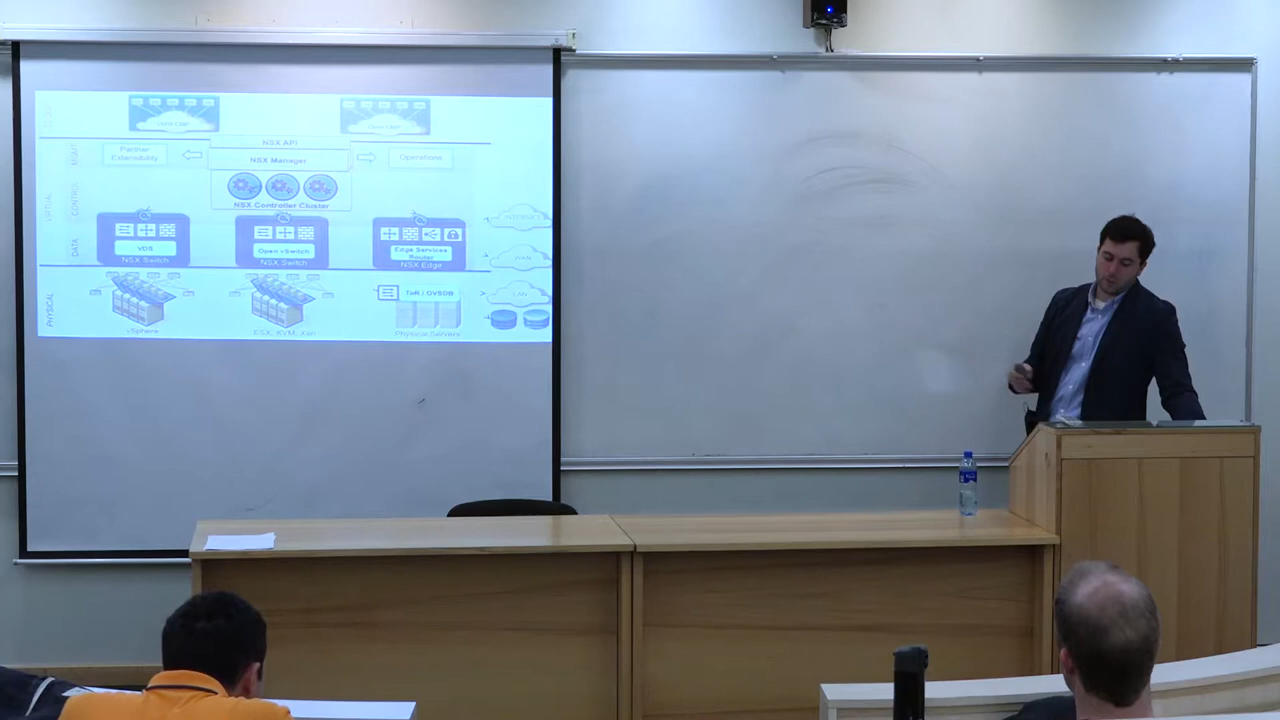 NSX API
Partner
Extensibility
NSX Manager
Operations
MGMT
NSX Controller Cluster
CONTROL
VIRTUAL
DATA
VDS
NSX Switch
Open vSwitch
NSX Switch
Edge Services
Router
NSX Edge
INTERNET
WAN
LAN
PHYSICAL
vSphere
ESX, KVM, Xen
ToR / OVSDB
Physical Servers